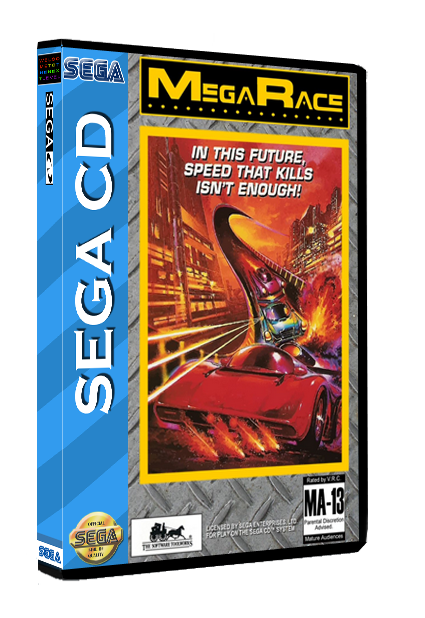 SEGA
SEGA
SEGA CD
OFFICIAL
SEGA
SEAL OF
QUALITY
SEGA
MEGARACE
IN THIS FUTURE,
SPEED THAT KILLS
ISN'T ENOUGH!
THE SOFTWARE TOOLWORKS
LICENSED BY SEGA ENTERPRISES, LTD.
FOR PLAY ON THE SEGA CD™ SYSTEM
Rated by V.R.C.
MA-13
Parental Discretion
Advised.
Mature Audiences